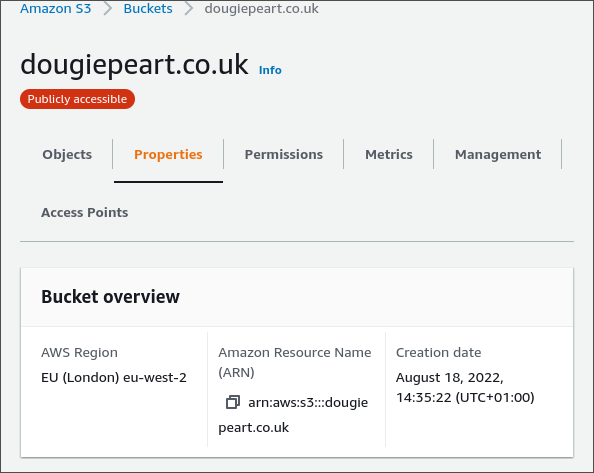 Amazon S3 > Buckets > dougiepeart.co.uk
dougiepeart.co.uk Info
Publicly accessible
Objects Properties Permissions Metrics Management
Access Points
Bucket overview
AWS Region
EU (London) eu-west-2
Amazon Resource Name
(ARN)
arn:aws:s3:::dougie
peart.co.uk
Creation date
August 18, 2022,
14:35:22 (UTC+01:00)